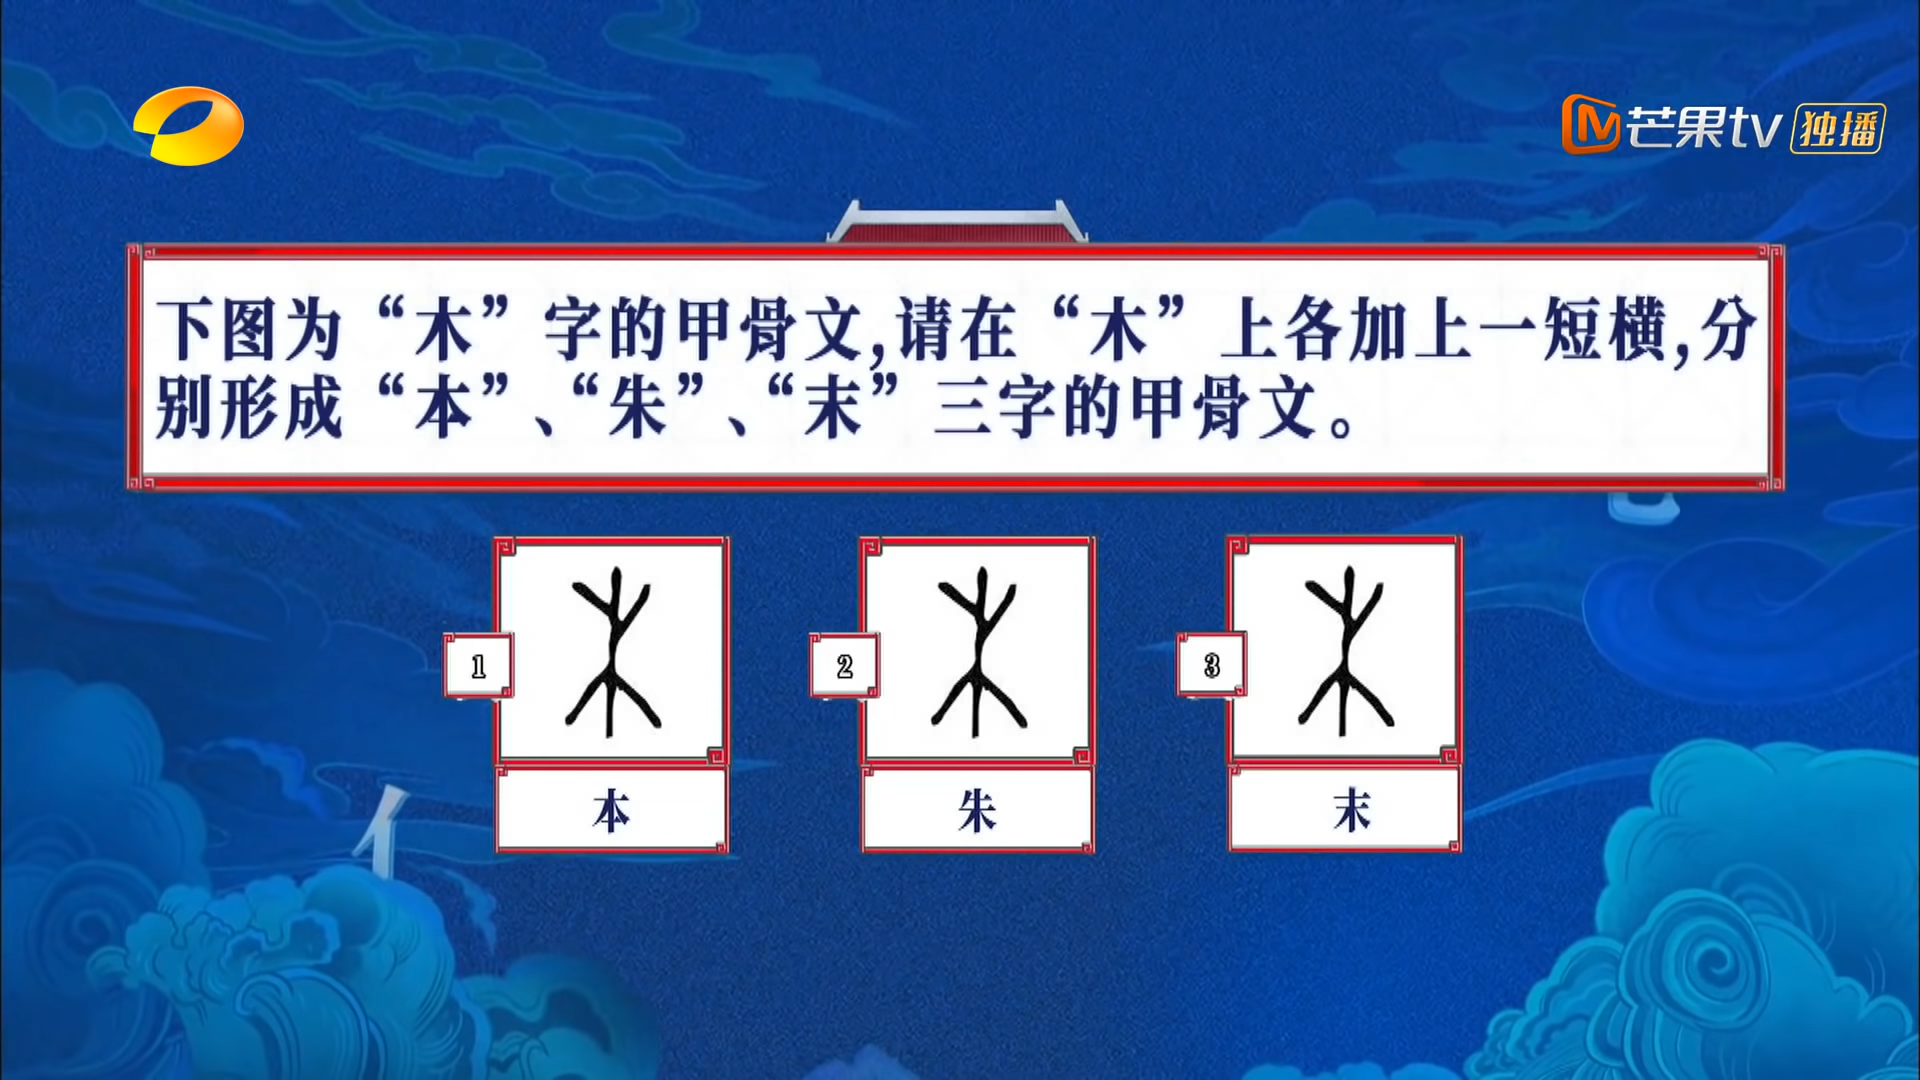 芒果tv 独播
下图为“木”字的甲骨文,请在“木”上各加上一短横,分
别形成“本”、“朱”、“末”三字的甲骨文。
1
2
3
本
朱
末